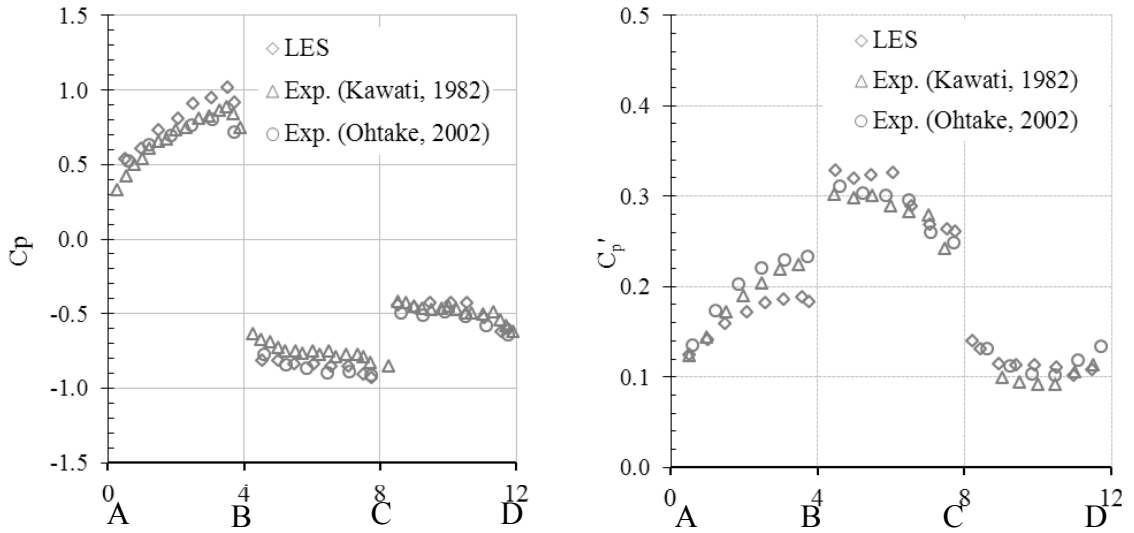 1.5
1.0
0.5
0.0
-0.5
-1.0
-1.5
Cp
LES
Exp. (Kawati, 1982)
Exp. (Ohtake, 2002)
0 4 8 12
A B C D
0.5
0.4
0.3
0.2
0.1
0.0
Cp'
LES
Exp. (Kawati, 1982)
Exp. (Ohtake, 2002)
0 4 8 12
A B C D